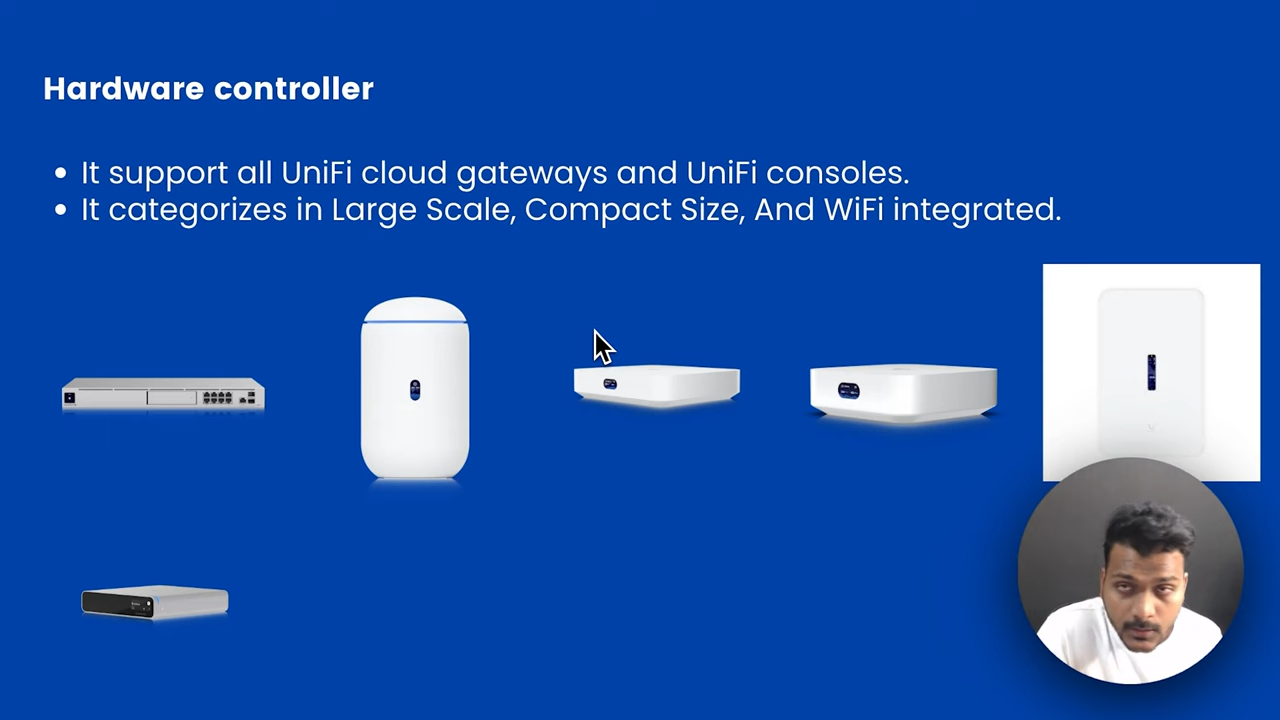 Hardware controller
It support all UniFi cloud gateways and UniFi consoles.
It categorizes in Large Scale, Compact Size, And WiFi integrated.